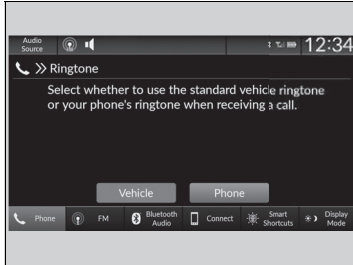 Audio
Source
12:34
Ringtone
Select whether to use the standard vehicle ringtone
or your phone's ringtone when receiving a call.
Vehicle
Phone
Phone
FM
Bluetooth
Audio
Connect
Smart
Shortcuts
Display
Mode